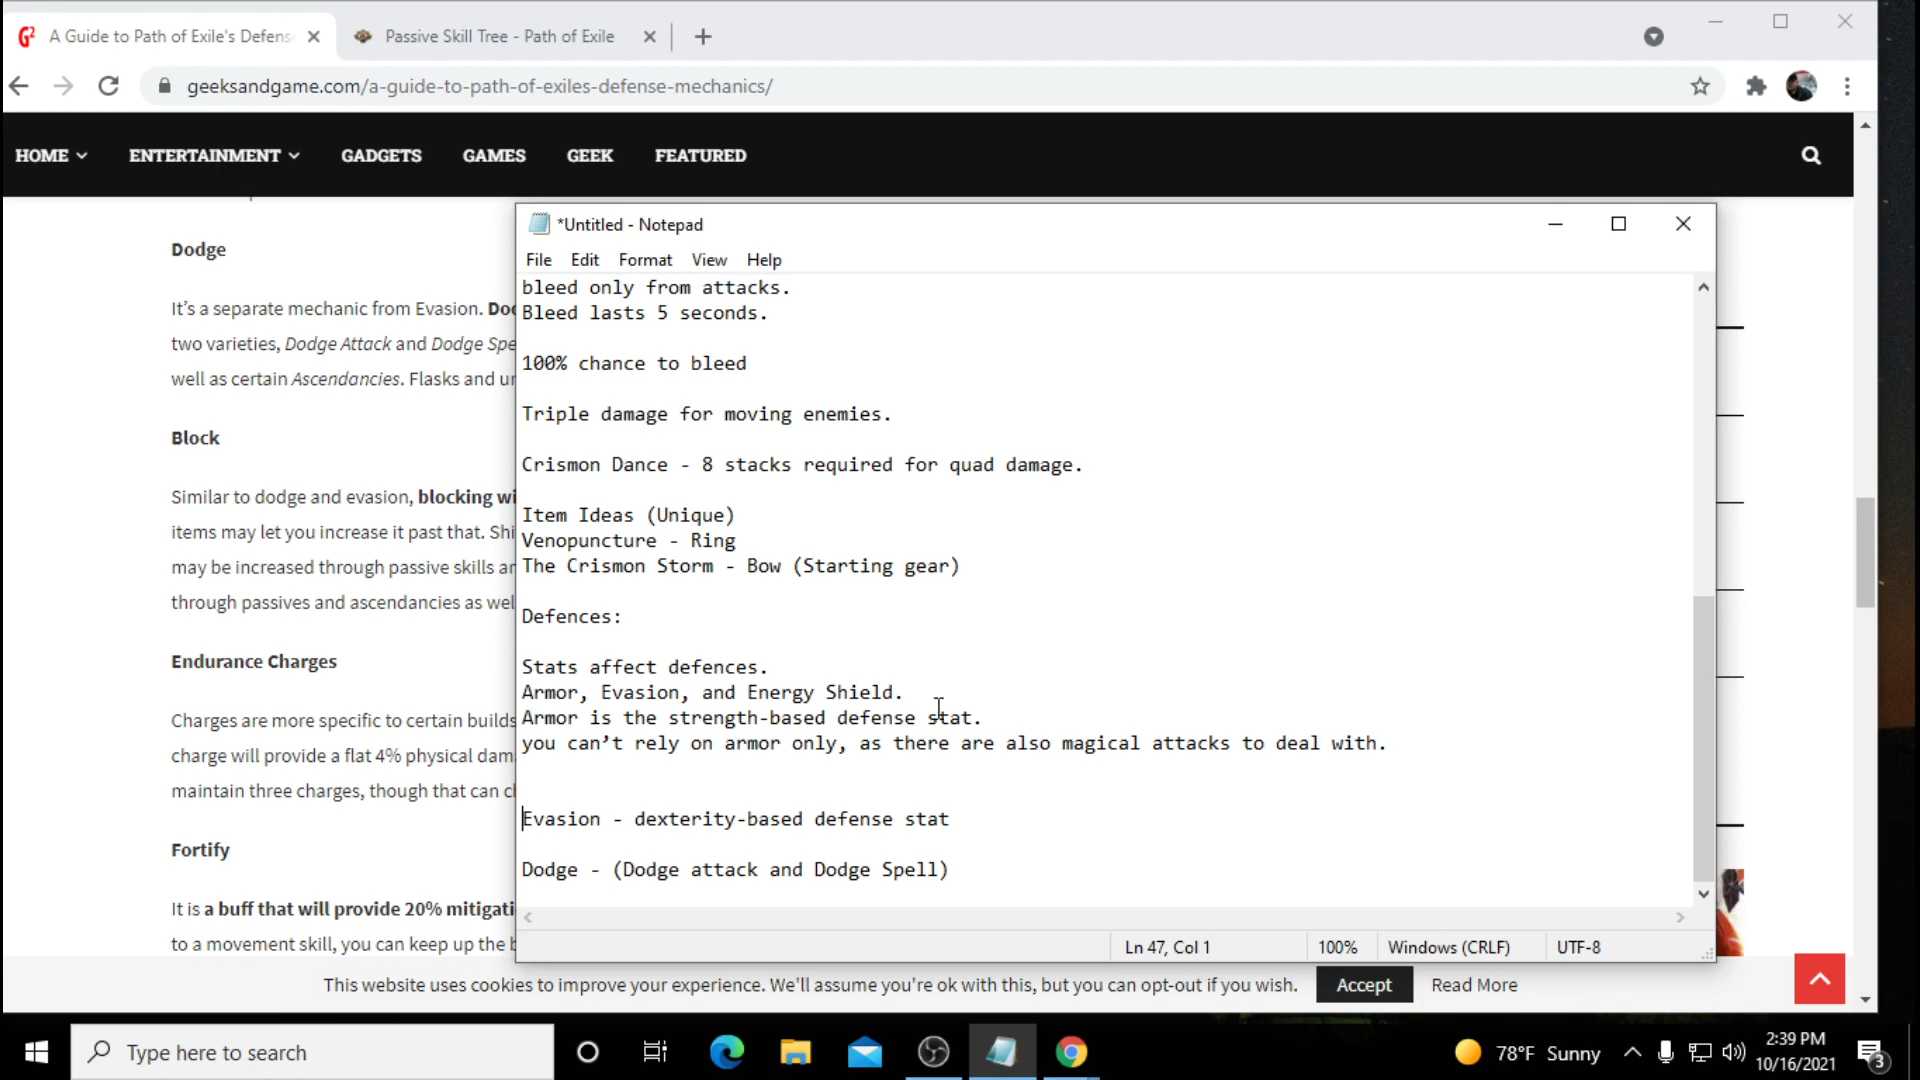 A Guide to Path of Exile's Defens
Passive Skill Tree - Path of Exile
geeksandgame.com/a-guide-to-path-of-exiles-defense-mechanics/
HOME
ENTERTAINMENT
GADGETS
GAMES
GEEK
FEATURED
Dodge
It's a separate mechanic from Evasion.
two varieties, Dodge Attack and Dodge
well as certain Ascendancies. Flasks and
Block
Similar to dodge and evasion, blocking
items may let you increase it past that.
may be increased through passive skills
through passives and ascendancies as
Endurance Charges
Charges are more specific to certain builds
charge will provide a flat 4% physical
maintain three charges, though that can
Fortify
It is a buff that will provide 20%
to a movement skill, you can keep up the
*Untitled - Notepad
File Edit Format View Help
bleed only from attacks.
Bleed lasts 5 seconds.
100% chance to bleed
Triple damage for moving enemies.
Crismon Dance - 8 stacks required for quad damage.
Item Ideas (Unique)
Venopuncture - Ring
The Crismon Storm - Bow (Starting gear)
Defences:
Stats affect defences.
Armor, Evasion, and Energy Shield.
Armor is the strength-based defense stat.
you can’t rely on armor only, as there are also magical attacks to deal with.
Evasion - dexterity-based defense stat
Dodge - (Dodge attack and Dodge Spell)
Ln 47, Col 1
100%
Windows (CRLF)
UTF-8
This website uses cookies to improve your experience. We'll assume you're ok with this, but you can opt-out if you wish.
Accept
Read More
Type here to search
78°F Sunny
2:39 PM
10/16/2021
3